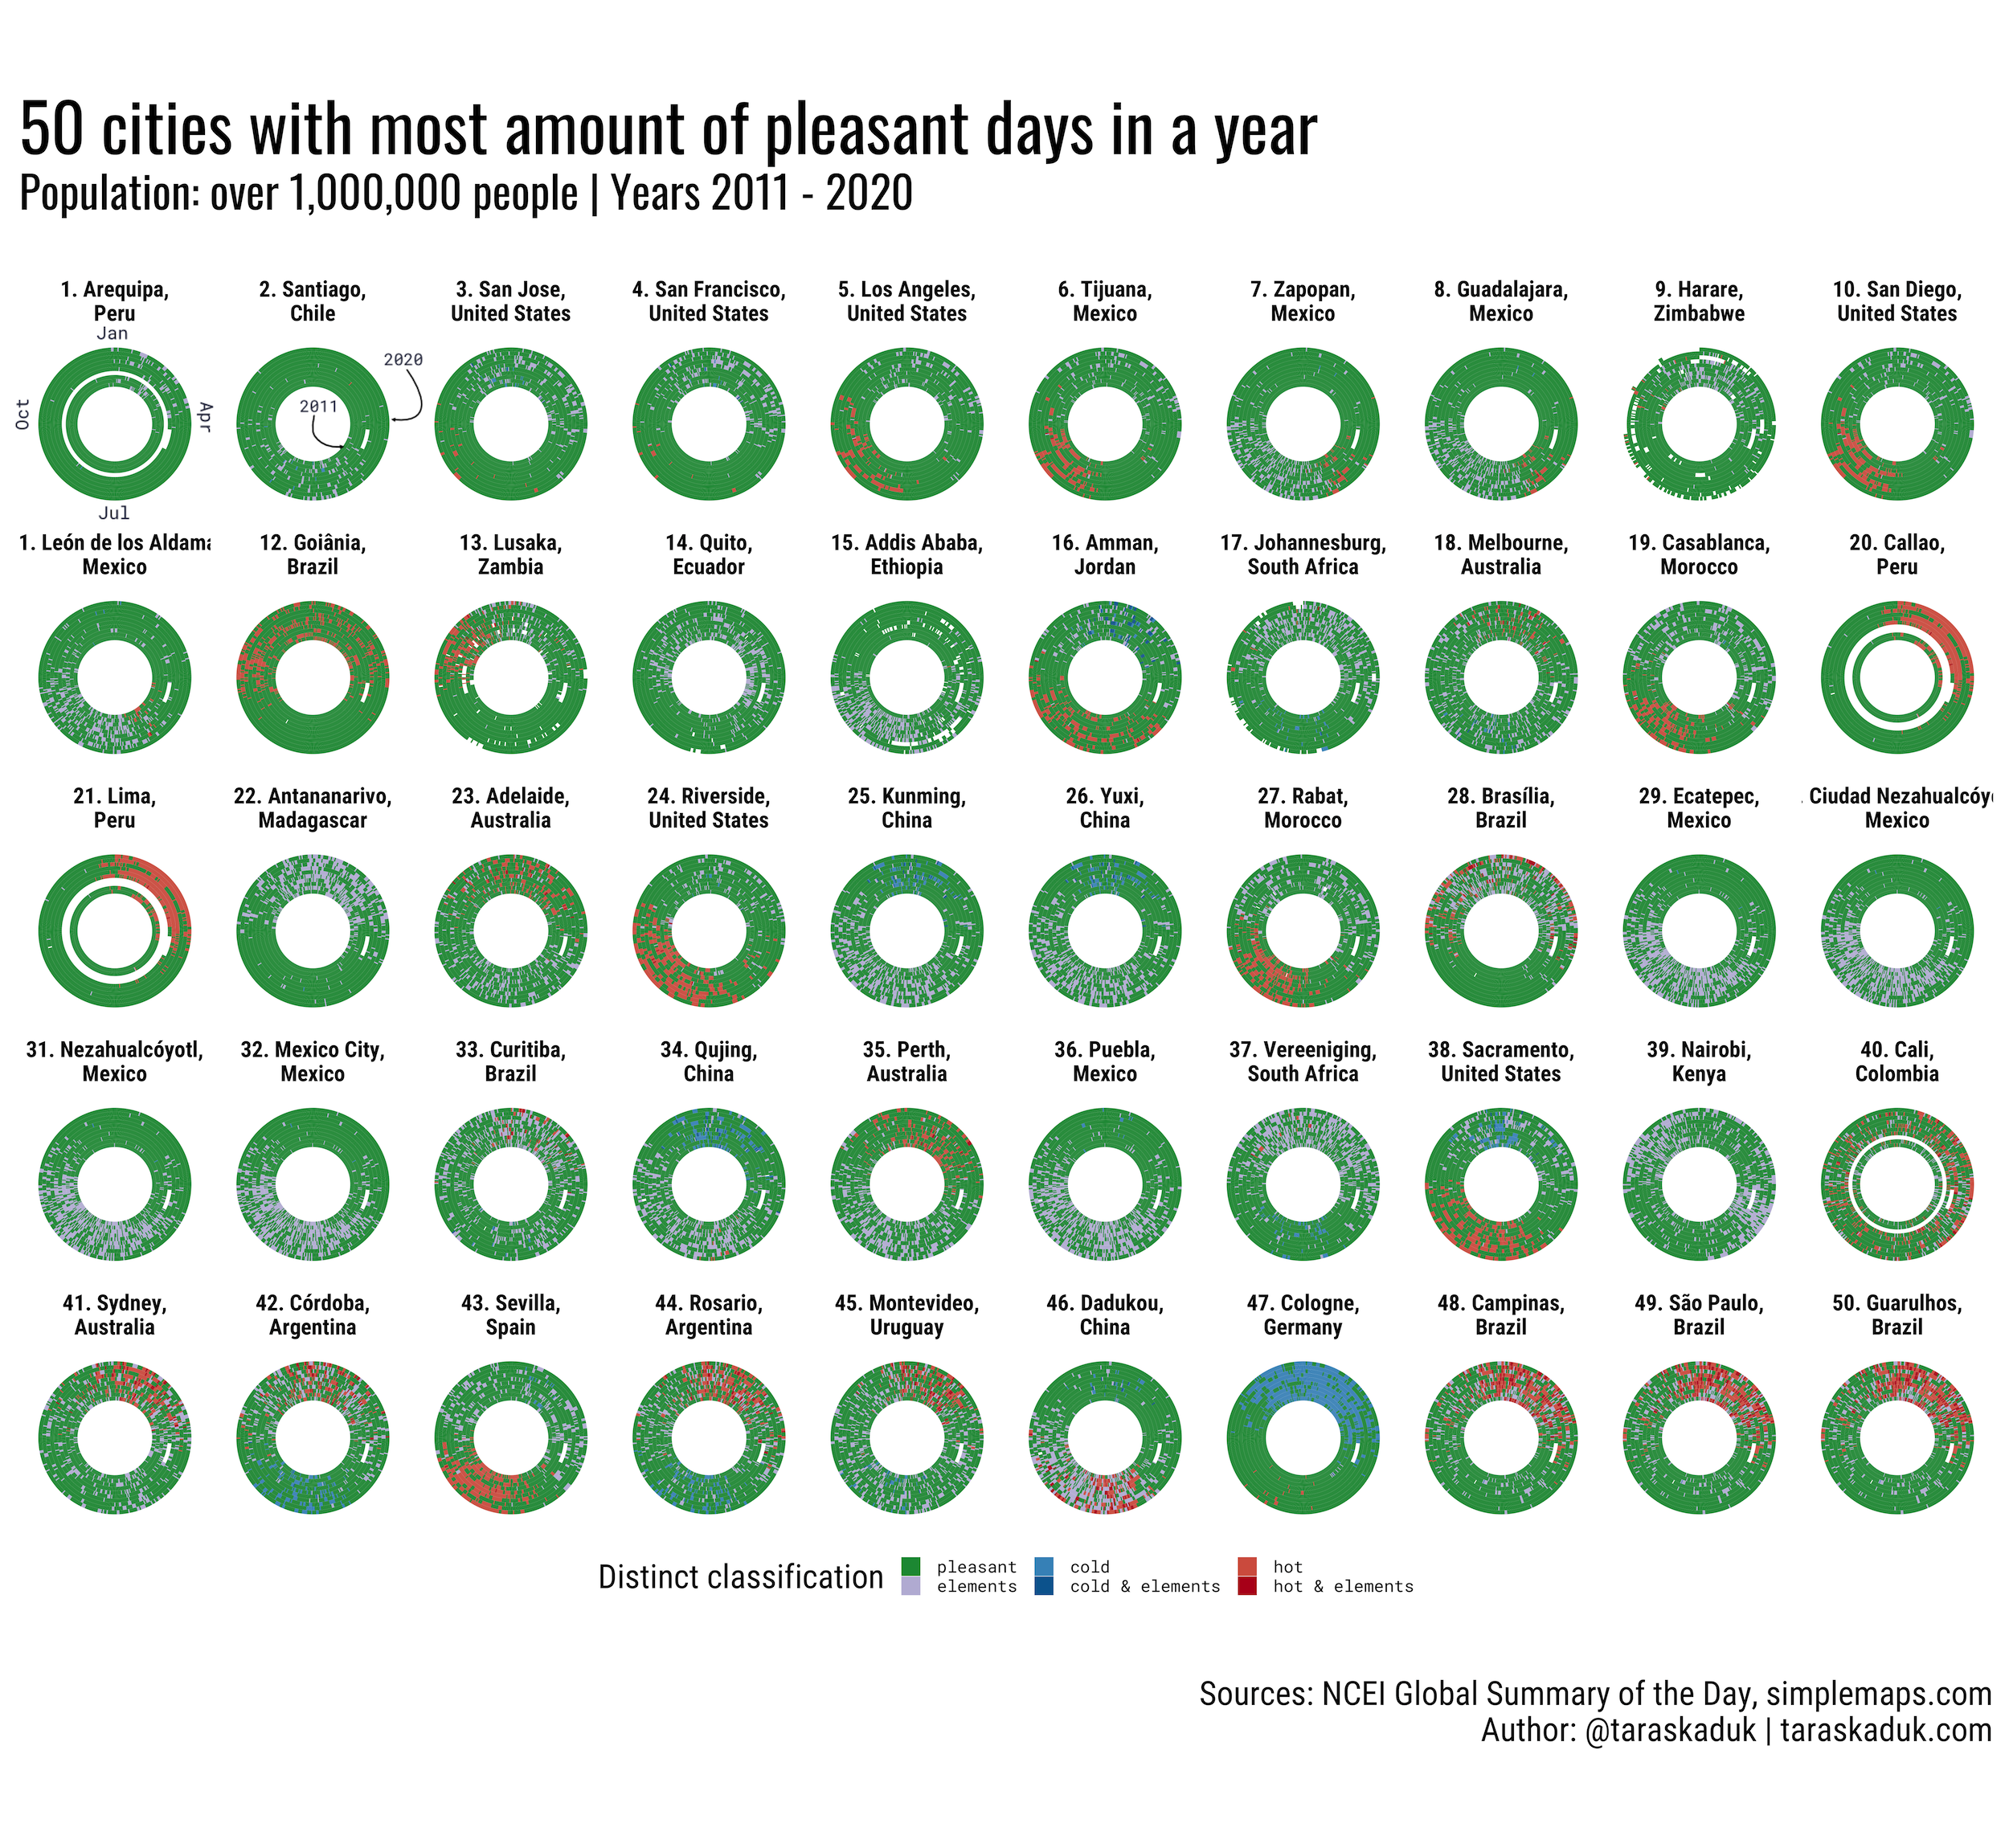 50 cities with most amount of pleasant days in a year
Population: over 1,000,000 people | Years 2011 - 2020
1. Arequipa,
Peru
2. Santiago,
Chile
3. San Jose,
United States
4. San Francisco,
United States
5. Los Angeles,
United States
6. Tijuana,
Mexico
7. Zapopan,
Mexico
8. Guadalajara,
Mexico
9. Harare,
Zimbabwe
10. San Diego,
United States
Jan
Oct
Apr
Jul
2020
2011
1. León de los Aldama
Mexico
12. Goiânia,
Brazil
13. Lusaka,
Zambia
14. Quito,
Ecuador
15. Addis Ababa,
Ethiopia
16. Amman,
Jordan
17. Johannesburg,
South Africa
18. Melbourne,
Australia
19. Casablanca,
Morocco
20. Callao,
Peru
21. Lima,
Peru
22. Antananarivo,
Madagascar
23. Adelaide,
Australia
24. Riverside,
United States
25. Kunming,
China
26. Yuxi,
China
27. Rabat,
Morocco
28. Brasília,
Brazil
29. Ecatepec,
Mexico
. Ciudad Nezahualcóy
Mexico
31. Nezahualcóyotl,
Mexico
32. Mexico City,
Mexico
33. Curitiba,
Brazil
34. Qujing,
China
35. Perth,
Australia
36. Puebla,
Mexico
37. Vereeniging,
South Africa
38. Sacramento,
United States
39. Nairobi,
Kenya
40. Cali,
Colombia
41. Sydney,
Australia
42. Córdoba,
Argentina
43. Sevilla,
Spain
44. Rosario,
Argentina
45. Montevideo,
Uruguay
46. Dadukou,
China
47. Cologne,
Germany
48. Campinas,
Brazil
49. São Paulo,
Brazil
50. Guarulhos,
Brazil
Distinct classification
pleasant
elements
cold
cold & elements
hot
hot & elements
Sources: NCEI Global Summary of the Day, simplemaps.com
Author: @taraskaduk | taraskaduk.com